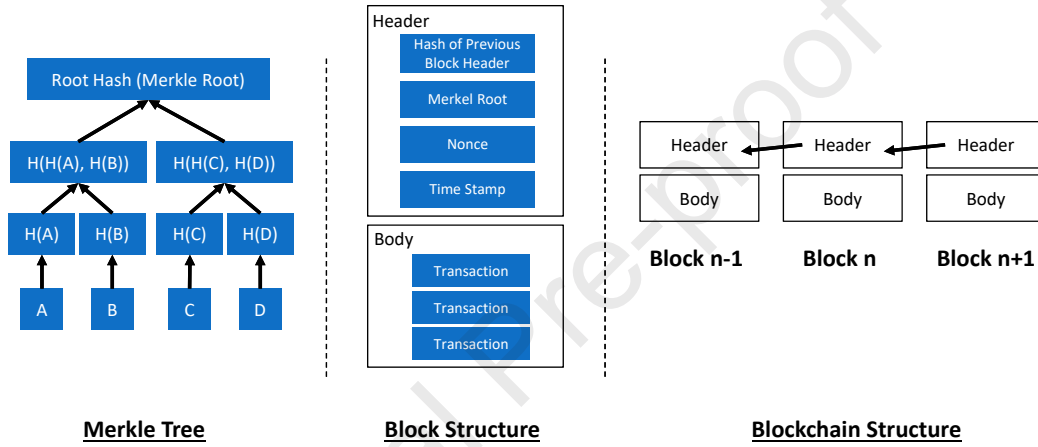 Root Hash (Merkle Root)
H(H(A), H(B))
H(H(C), H(D))
H(A)
H(B)
H(C)
H(D)
A
B
C
D
Merkle Tree
Header
Hash of Previous
Block Header
Merkel Root
Nonce
Time Stamp
Body
Transaction
Transaction
Transaction
Block Structure
Header
Header
Header
Body
Body
Body
Block n-1
Block n
Block n+1
Blockchain Structure
Pre-proof